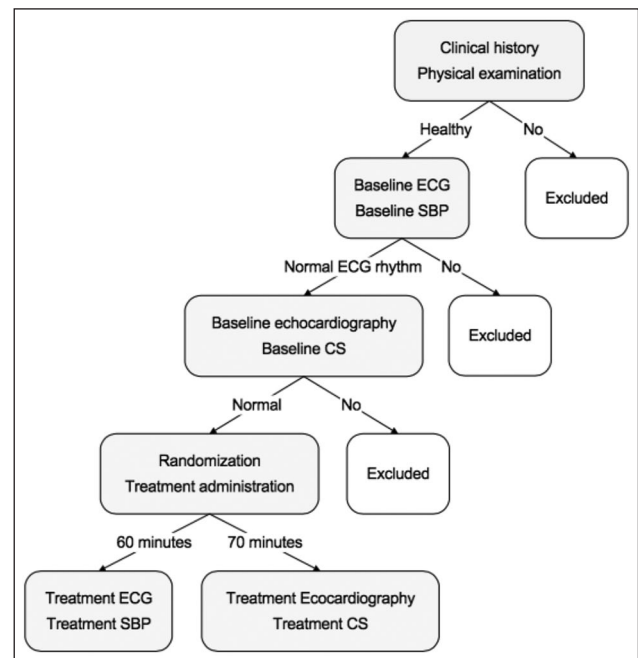 Clinical history
Physical examination
Healthy
No
Baseline ECG
Baseline SBP
Excluded
Normal ECG rhythm
No
Baseline echocardiography
Baseline CS
Excluded
Normal
No
Randomization
Treatment administration
Excluded
60 minutes
70 minutes
Treatment ECG
Treatment SBP
Treatment Ecocardiography
Treatment CS